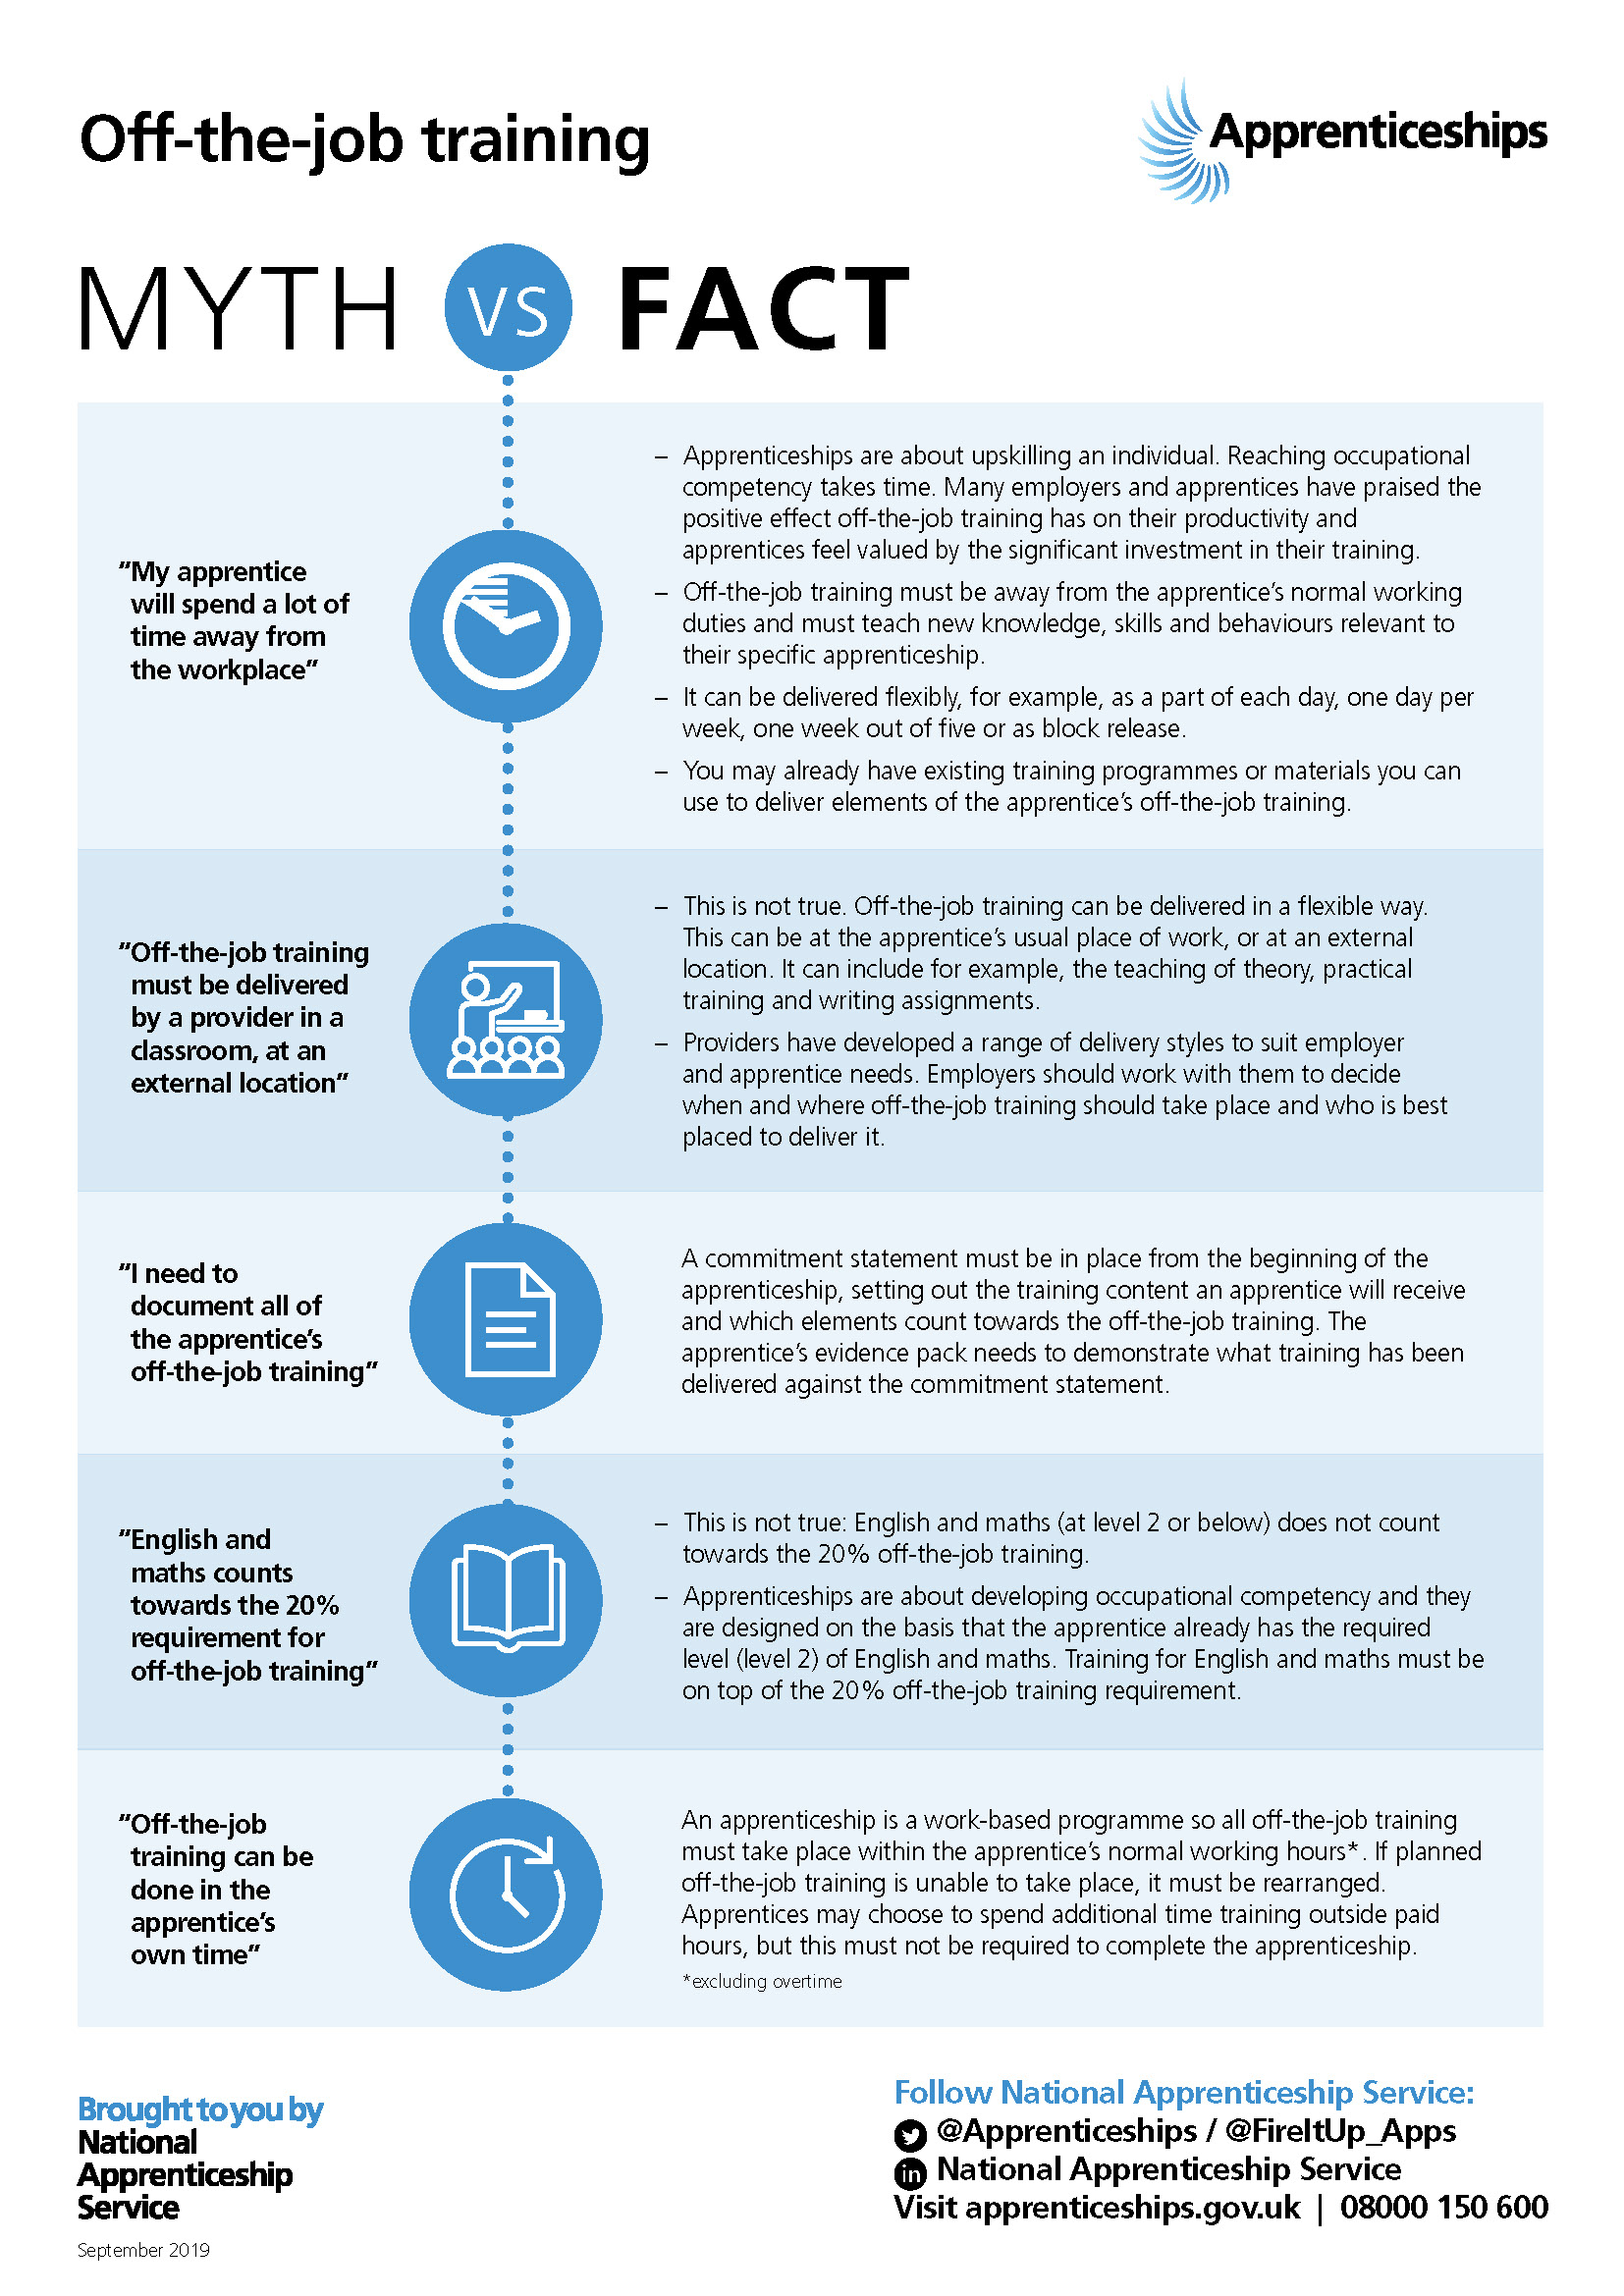 Off-the-job training
Apprenticeships
MYTH VS FACT
“My apprentice
will spend a lot of
time away from
the workplace”
– Apprenticeships are about upskilling an individual. Reaching occupational
competency takes time. Many employers and apprentices have praised the
positive effect off-the-job training has on their productivity and
apprentices feel valued by the significant investment in their training.
– Off-the-job training must be away from the apprentice’s normal working
duties and must teach new knowledge, skills and behaviours relevant to
their specific apprenticeship.
– It can be delivered flexibly, for example, as a part of each day, one day per
week, one week out of five or as block release.
– You may already have existing training programmes or materials you can
use to deliver elements of the apprentice’s off-the-job training.
“Off-the-job training
must be delivered
by a provider in a
classroom, at an
external location”
– This is not true. Off-the-job training can be delivered in a flexible way.
This can be at the apprentice’s usual place of work, or at an external
location. It can include for example, the teaching of theory, practical
training and writing assignments.
– Providers have developed a range of delivery styles to suit employer
and apprentice needs. Employers should work with them to decide
when and where off-the-job training should take place and who is best
placed to deliver it.
“I need to
document all of
the apprentice’s
off-the-job training”
A commitment statement must be in place from the beginning of the
apprenticeship, setting out the training content an apprentice will receive
and which elements count towards the off-the-job training. The
apprentice’s evidence pack needs to demonstrate what training has been
delivered against the commitment statement.
“English and
maths counts
towards the 20%
requirement for
off-the-job training”
– This is not true: English and maths (at level 2 or below) does not count
towards the 20% off-the-job training.
– Apprenticeships are about developing occupational competency and they
are designed on the basis that the apprentice already has the required
level (level 2) of English and maths. Training for English and maths must be
on top of the 20% off-the-job training requirement.
“Off-the-job
training can be
done in the
apprentice’s
own time”
An apprenticeship is a work-based programme so all off-the-job training
must take place within the apprentice’s normal working hours*. If planned
off-the-job training is unable to take place, it must be rearranged.
Apprentices may choose to spend additional time training outside paid
hours, but this must not be required to complete the apprenticeship.
*excluding overtime
Brought to you by
National
Apprenticeship
Service
September 2019
Follow National Apprenticeship Service:
@Apprenticeships / @FireItUp_Apps
in National Apprenticeship Service
Visit apprenticeships.gov.uk | 08000 150 600